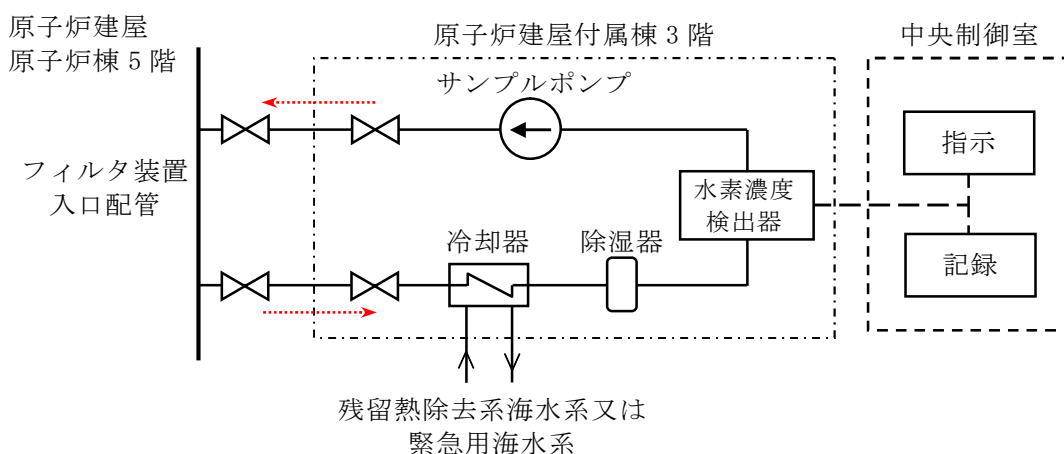 原子炉建屋
原子炉棟 5 階
原子炉建屋付属棟 3 階
中央制御室
サンプルポンプ
指示
フィルタ装置
入口配管
水素濃度
検出器
冷却器
除湿器
記録
残留熱除去系海水系又は
緊急用海水系